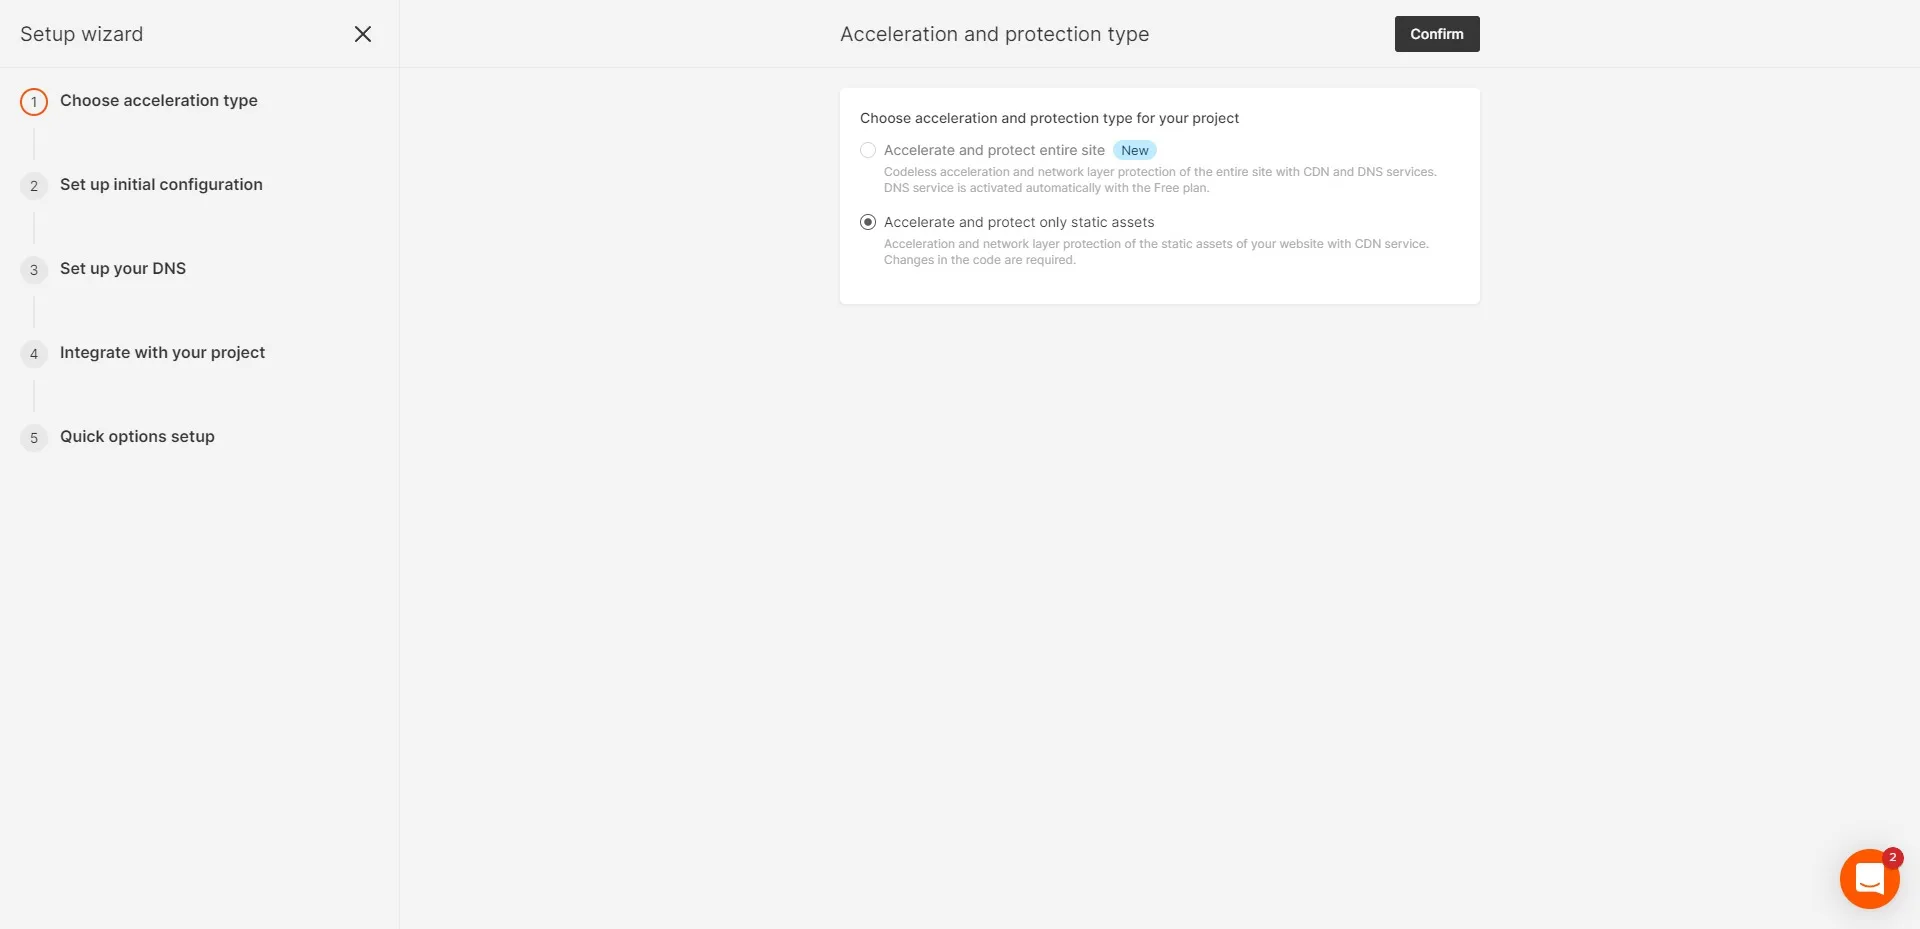 Setup wizard
Acceleration and protection type
Confirm
1
Choose acceleration type
2
Set up initial configuration
3
Set up your DNS
4
Integrate with your project
5
Quick options setup
Choose acceleration and protection type for your project
Accelerate and protect entire site New
Codeless acceleration and network layer protection of the entire site with CDN and DNS services.
DNS service is activated automatically with the Free plan.
Accelerate and protect only static assets
Acceleration and network layer protection of the static assets of your website with CDN service.
Changes in the code are required.
2